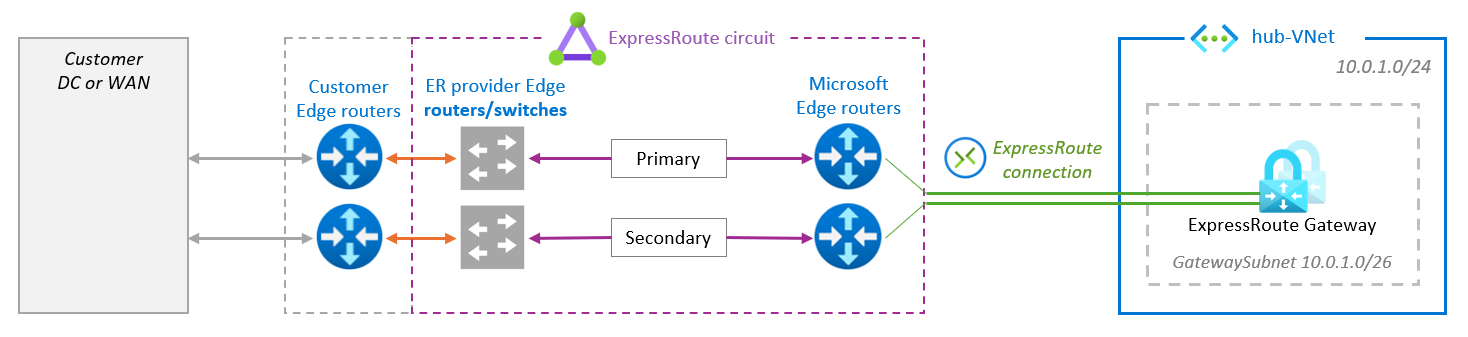 Customer
DC or WAN
Customer
Edge routers
ExpressRoute circuit
ER provider Edge
routers/switches
Microsoft
Edge routers
Primary
Secondary
ExpressRoute
connection
hub-VNet
10.0.1.0/24
ExpressRoute Gateway
GatewaySubnet 10.0.1.0/26